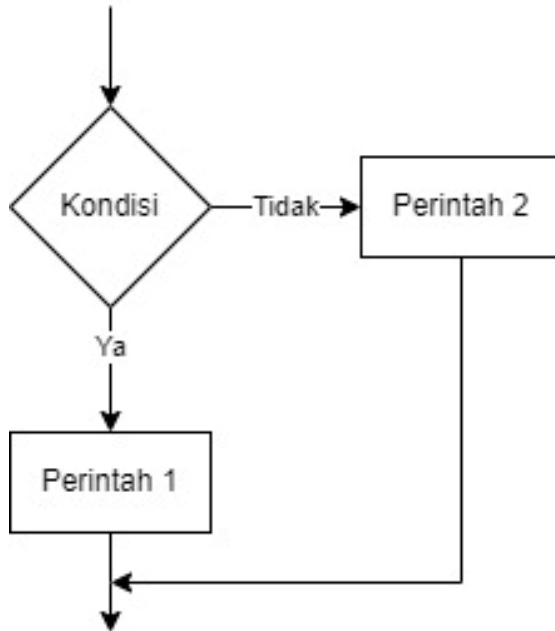 Kondisi
Tidak
Perintah 2
Ya
Perintah 1